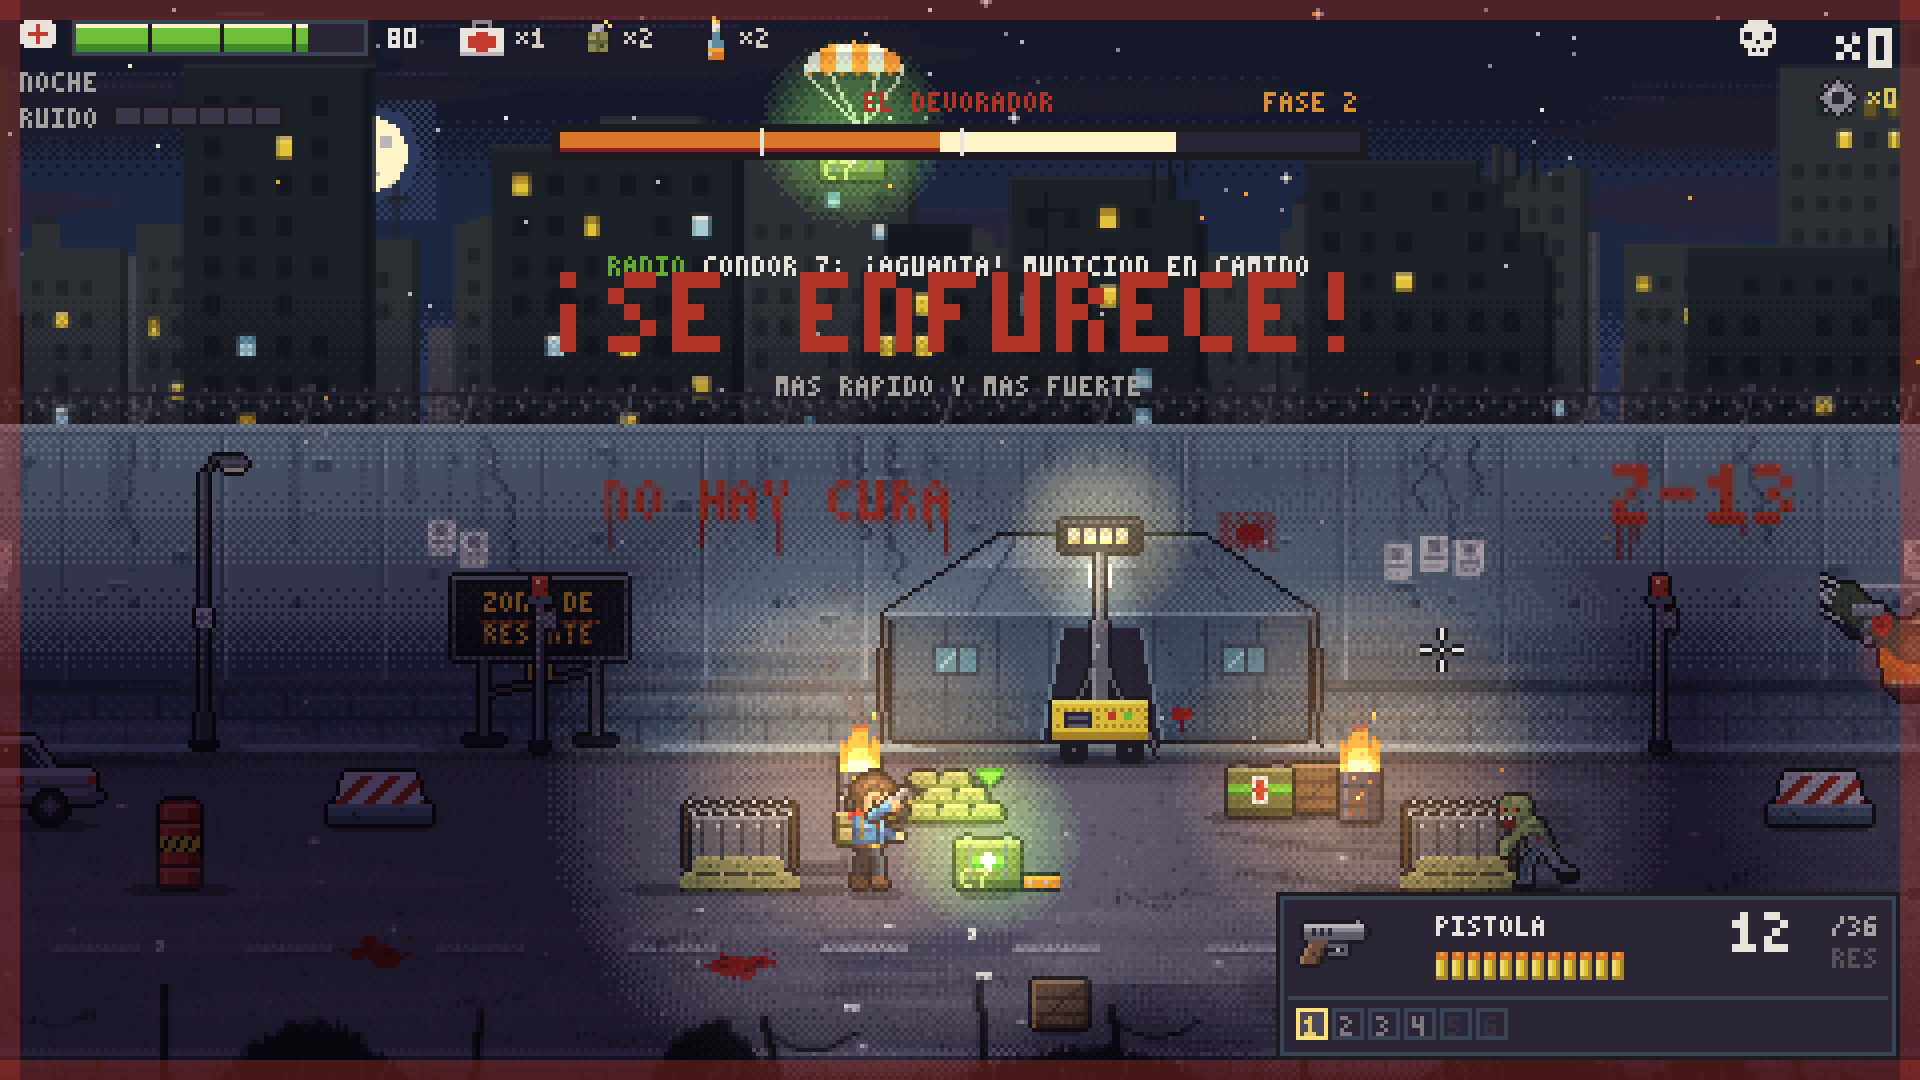 80
×1
×2
×2
×0
NOCHE
RUIDO
EL DEVORADOR
FASE 2
×0
RADIO CONDOR 7: ¡AGUANTA! MUNICION EN CAMINO
¡SE ENFURECE!
MAS RAPIDO Y MAS FUERTE
NO HAY CURA
Z-13
ZONA DE
RESCATE
PISTOLA
12
/36
RES
1 2 3 4 5 6